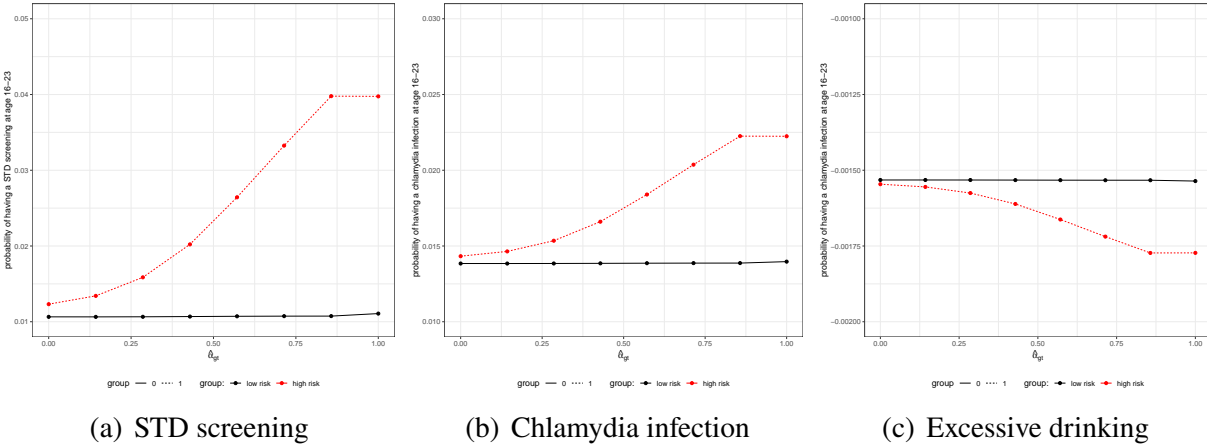 probability of having a STD screening at age 16−23
0.05
0.04
0.03
0.02
0.01
0.00 0.25 0.50 0.75 1.00
α̂gt
group 0 1 group: low risk high risk
(a) STD screening
probability of having a chlamydia infection at age 16−23
0.030
0.025
0.020
0.015
0.010
0.00 0.25 0.50 0.75 1.00
α̂gt
group 0 1 group: low risk high risk
(b) Chlamydia infection
probability of having a chlamydia infection at age 16−23
−0.00100
−0.00125
−0.00150
−0.00175
−0.00200
0.00 0.25 0.50 0.75 1.00
α̂gt
group 0 1 group: low risk high risk
(c) Excessive drinking